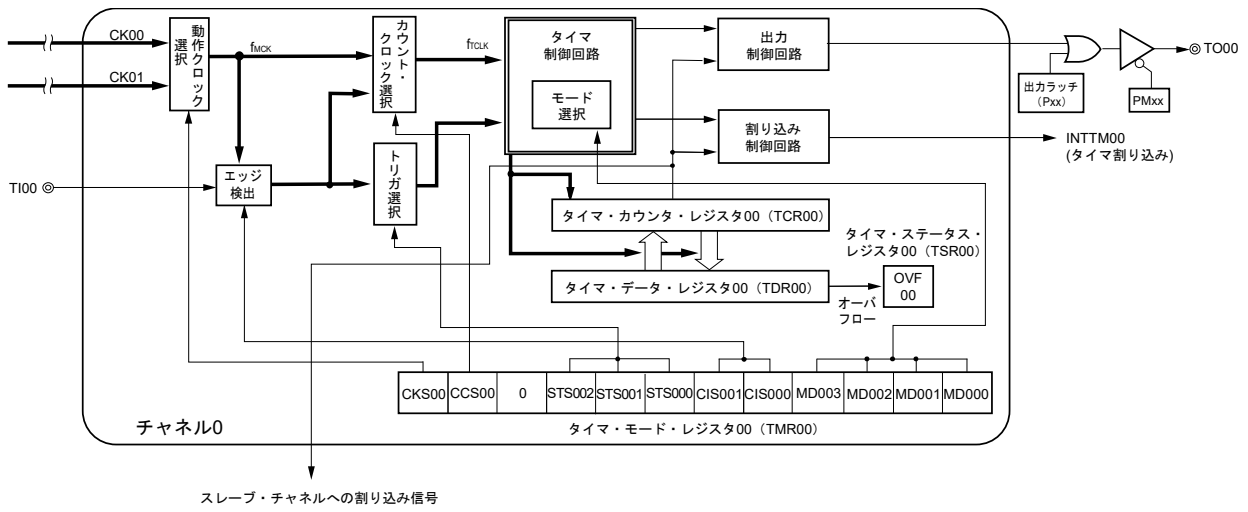 CK00
CK01
動作クロック
選択
fMCK
カウント・
クロック選択
fTCLK
タイマ
制御回路
モード
選択
出力
制御回路
TO00
出力ラッチ
(Pxx)
PMxx
割り込み
制御回路
INTTM00
(タイマ割り込み)
TI00
エッジ
検出
トリガ選択
タイマ・カウンタ・レジスタ00(TCR00)
タイマ・ステータス・
レジスタ00(TSR00)
タイマ・データ・レジスタ00(TDR00)
OVF
00
オーバ
フロー
CKS00 CCS00 0 STS002 STS001 STS000 CIS001 CIS000 MD003 MD002 MD001 MD000
チャネル0
タイマ・モード・レジスタ00(TMR00)
スレーブ・チャネルへの割り込み信号